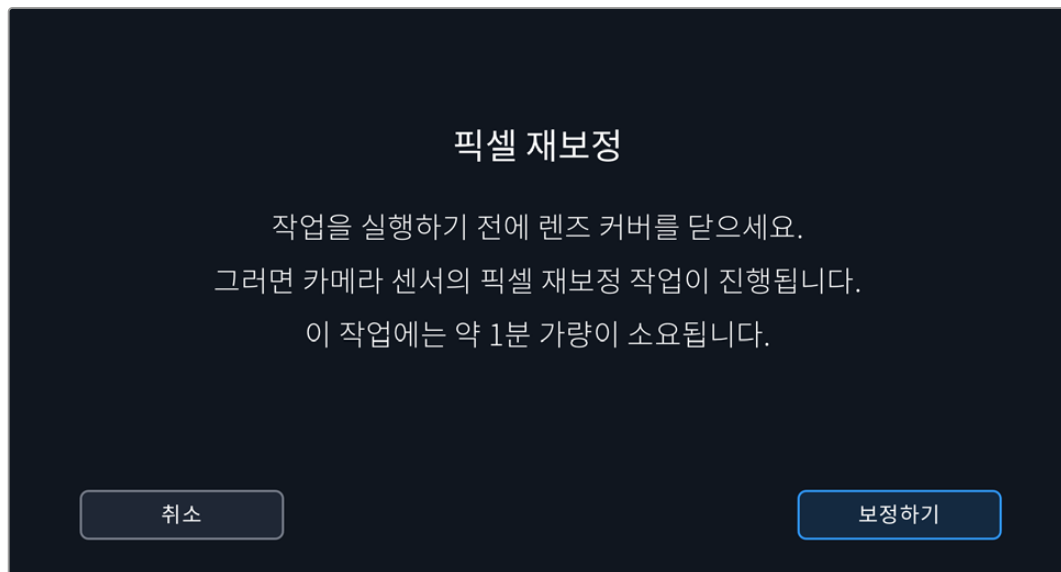 픽셀 재보정
작업을 실행하기 전에 렌즈 커버를 닫으세요.
그러면 카메라 센서의 픽셀 재보정 작업이 진행됩니다.
이 작업에는 약 1분 가량이 소요됩니다.
취소
보정하기